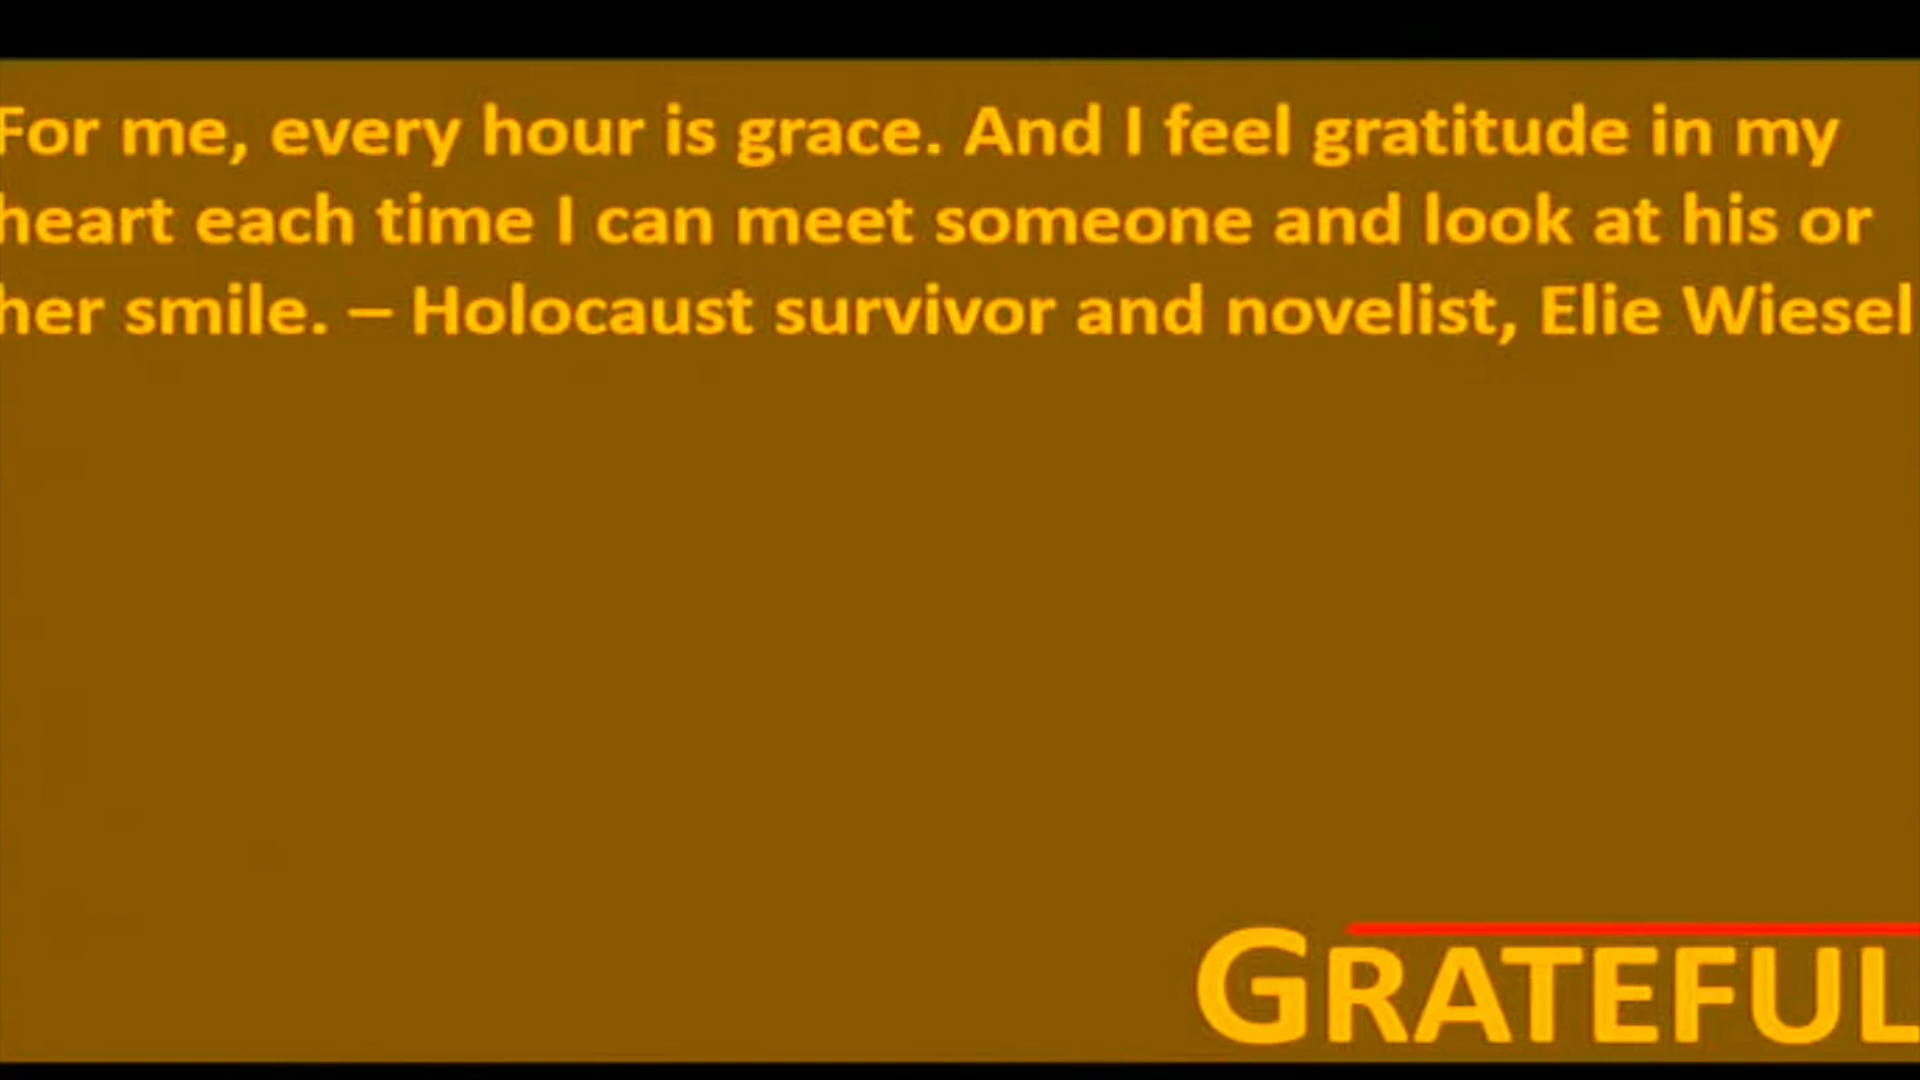 For me, every hour is grace. And I feel gratitude in my
heart each time I can meet someone and look at his or
her smile. – Holocaust survivor and novelist, Elie Wiesel
GRATEFUL